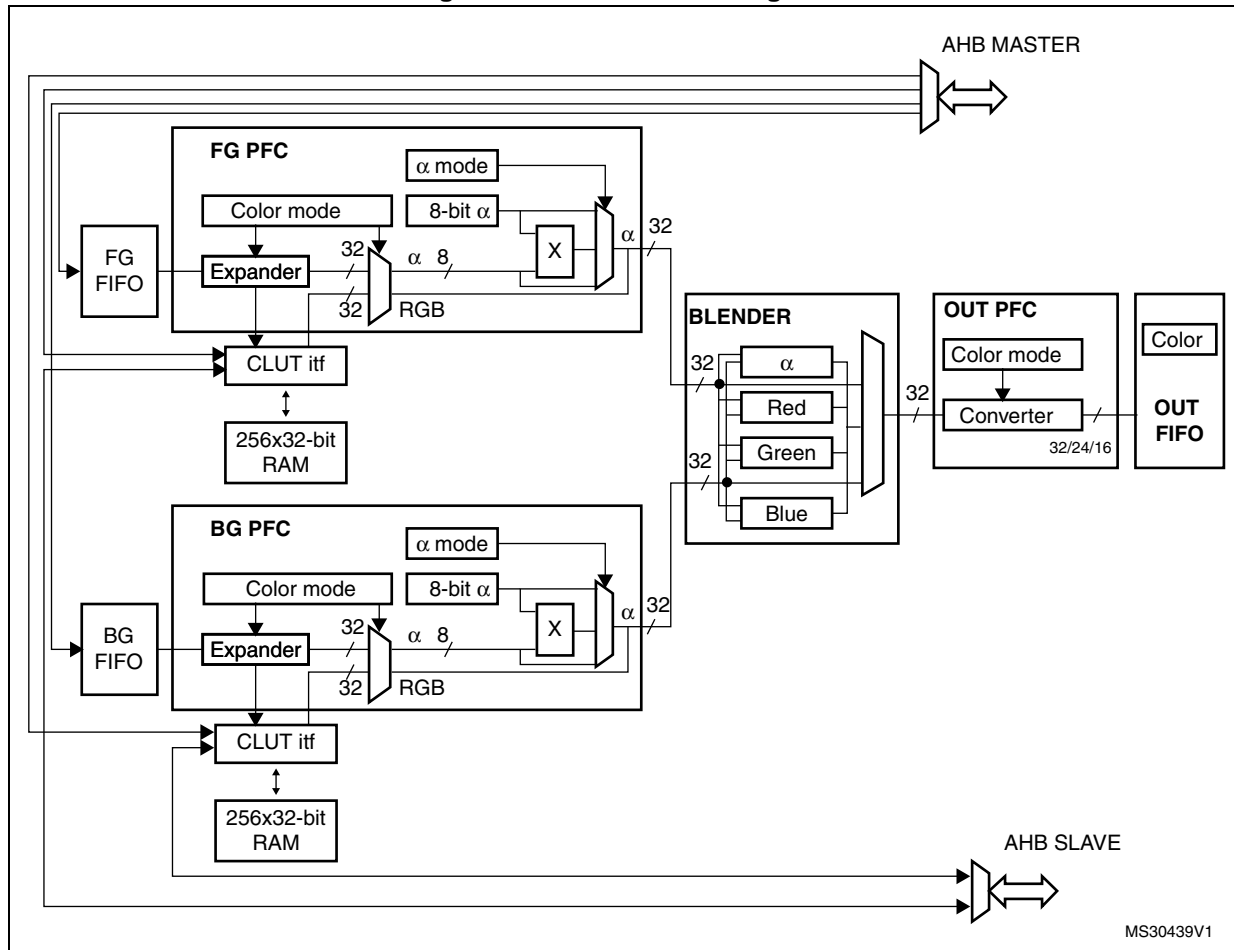 AHB MASTER
FG PFC
α mode
8-bit α
Color mode
FG
FIFO
Expander
32
32
α 8
X
α
32
RGB
CLUT itf
256x32-bit
RAM
BLENDER
32
α
Red
Green
32
Blue
32
OUT PFC
Color mode
Converter
32/24/16
Color
OUT
FIFO
BG PFC
α mode
8-bit α
Color mode
BG
FIFO
Expander
32
32
α 8
X
α
32
RGB
CLUT itf
256x32-bit
RAM
AHB SLAVE
MS30439V1